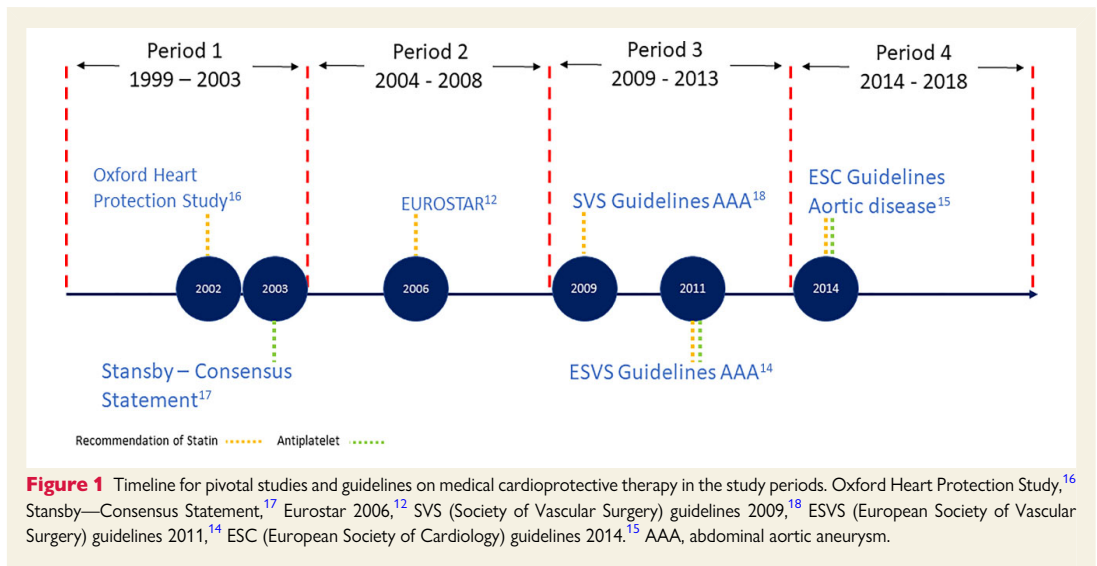 Period 1
1999 – 2003
Period 2
2004 - 2008
Period 3
2009 - 2013
Period 4
2014 - 2018
Oxford Heart
Protection Study16
EUROSTAR12
SVS Guidelines AAA18
ESC Guidelines
Aortic disease15
2002
2003
2006
2009
2011
2014
Stansby – Consensus
Statement17
ESVS Guidelines AAA14
Recommendation of Statin
Antiplatelet
Figure 1 Timeline for pivotal studies and guidelines on medical cardioprotective therapy in the study periods. Oxford Heart Protection Study,16
Stansby—Consensus Statement,17 Eurostar 2006,12 SVS (Society of Vascular Surgery) guidelines 2009,18 ESVS (European Society of Vascular
Surgery) guidelines 2011,14 ESC (European Society of Cardiology) guidelines 2014.15 AAA, abdominal aortic aneurysm.